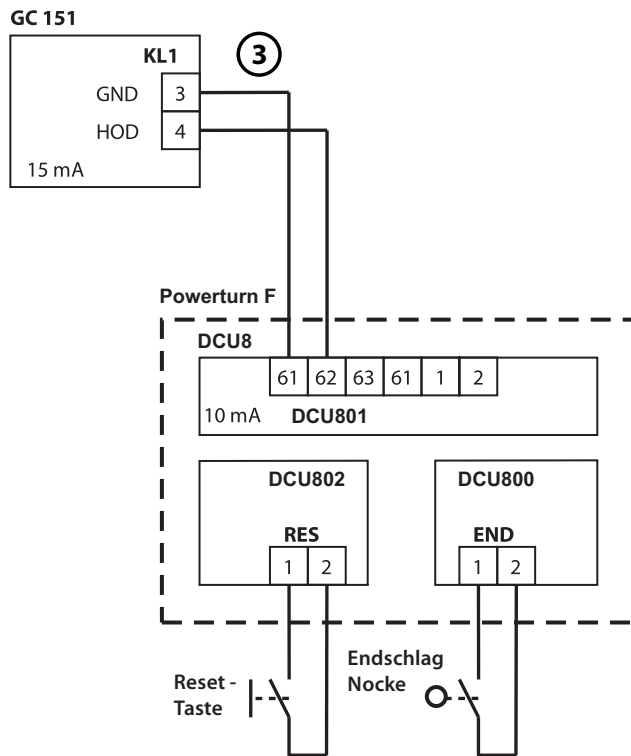 GC 151
KL1
3
GND 3
HOD 4
15 mA
Powerturn F
DCU8
61 62 63 61 1 2
10 mA DCU801
DCU802
RES
1 2
DCU800
END
1 2
Reset -
Taste
Endschlag
Nocke